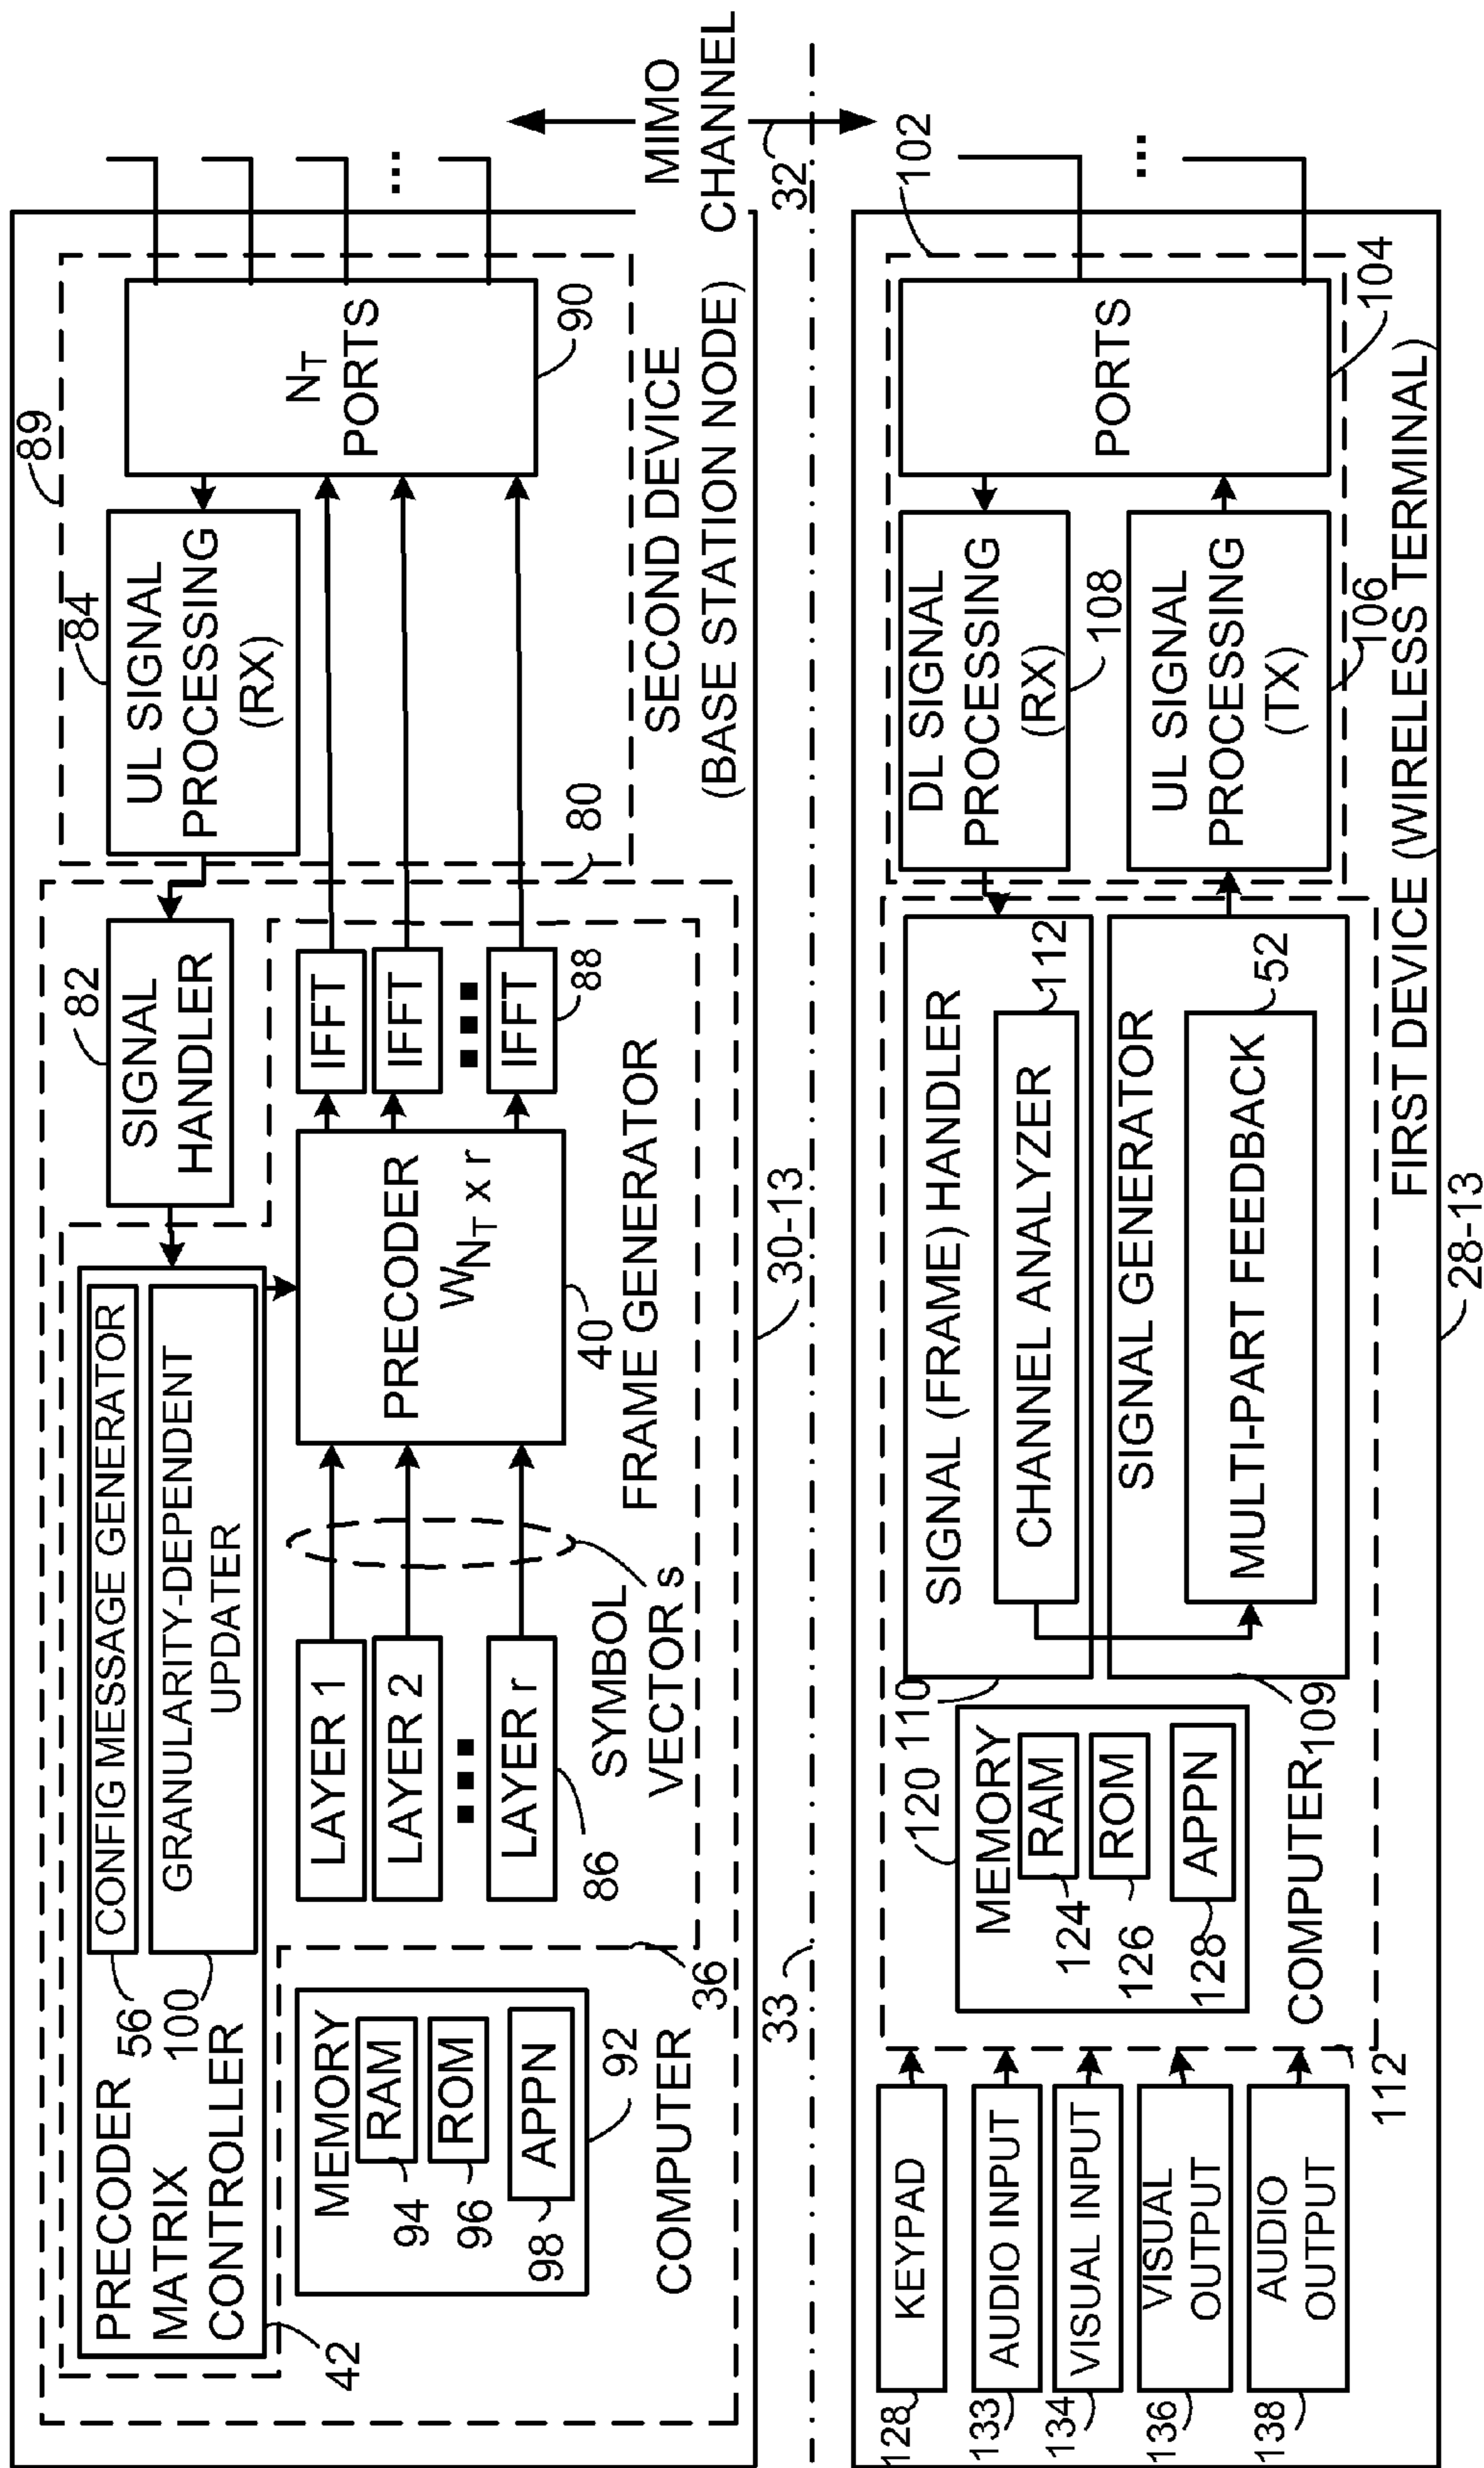 PRECODER
MATRIX
CONTROLLER
42
56
100
CONFIG MESSAGE GENERATOR
GRANULARITY-DEPENDENT
UPDATER
SIGNAL
HANDLER
82
UL SIGNAL
PROCESSING
(RX)
84
89
NT
PORTS
90
...
MEMORY
RAM
ROM
APPN
94
96
98
92
COMPUTER
36
LAYER 1
LAYER 2
LAYER r
86
SYMBOL
VECTOR s
PRECODER
WNT x r
40
IFFT
IFFT
IFFT
88
FRAME GENERATOR
80
SECOND DEVICE
(BASE STATION NODE)
30-13
MIMO
CHANNEL
32
33
KEYPAD
AUDIO INPUT
VISUAL INPUT
VISUAL
OUTPUT
AUDIO
OUTPUT
128
133
134
136
138
112
MEMORY
RAM
ROM
APPN
120
124
126
128
COMPUTER
110
109
SIGNAL (FRAME) HANDLER
CHANNEL ANALYZER
112
SIGNAL GENERATOR
MULTI-PART FEEDBACK
52
DL SIGNAL
PROCESSING
(RX)
108
UL SIGNAL
PROCESSING
(TX)
106
PORTS
102
104
...
FIRST DEVICE (WIRELESS TERMINAL)
28-13